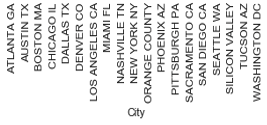 ATLANTA GA
AUSTIN TX
BOSTON MA
CHICAGO IL
DALLAS TX
DENVER CO
LOS ANGELES CA
MIAMI FL
NASHVILLE TN
NEW YORK NY
ORANGE COUNTY
PHOENIX AZ
PITTSBURGH PA
SACRAMENTO CA
SAN DIEGO CA
SEATTLE WA
SILICON VALLEY
TUCSON AZ
WASHINGTON DC
City